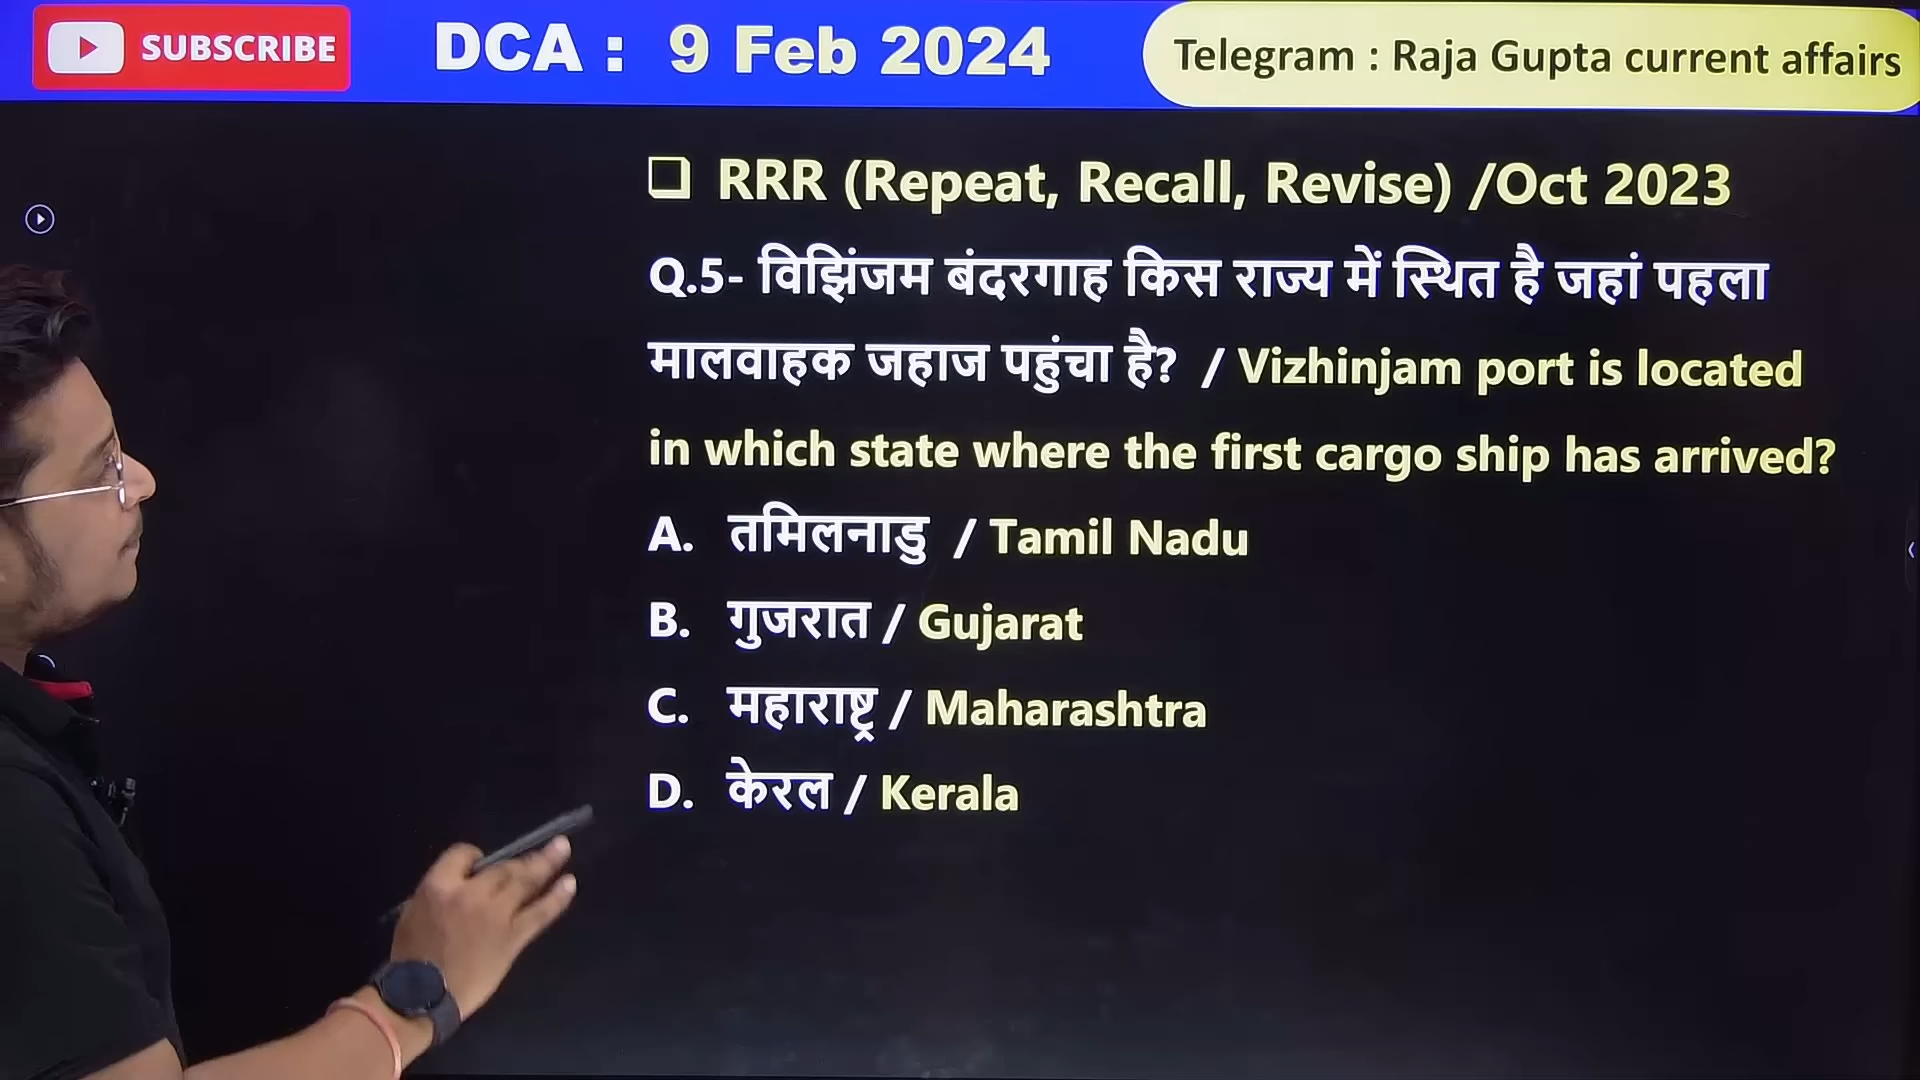 SUBSCRIBE
DCA : 9 Feb 2024
Telegram : Raja Gupta current affairs
RRR (Repeat, Recall, Revise) /Oct 2023
Q.5- विझिंजम बंदरगाह किस राज्य में स्थित है जहां पहला
मालवाहक जहाज पहुंचा है? / Vizhinjam port is located
in which state where the first cargo ship has arrived?
A. तमिलनाडु / Tamil Nadu
B. गुजरात / Gujarat
C. महाराष्ट्र / Maharashtra
D. केरल / Kerala